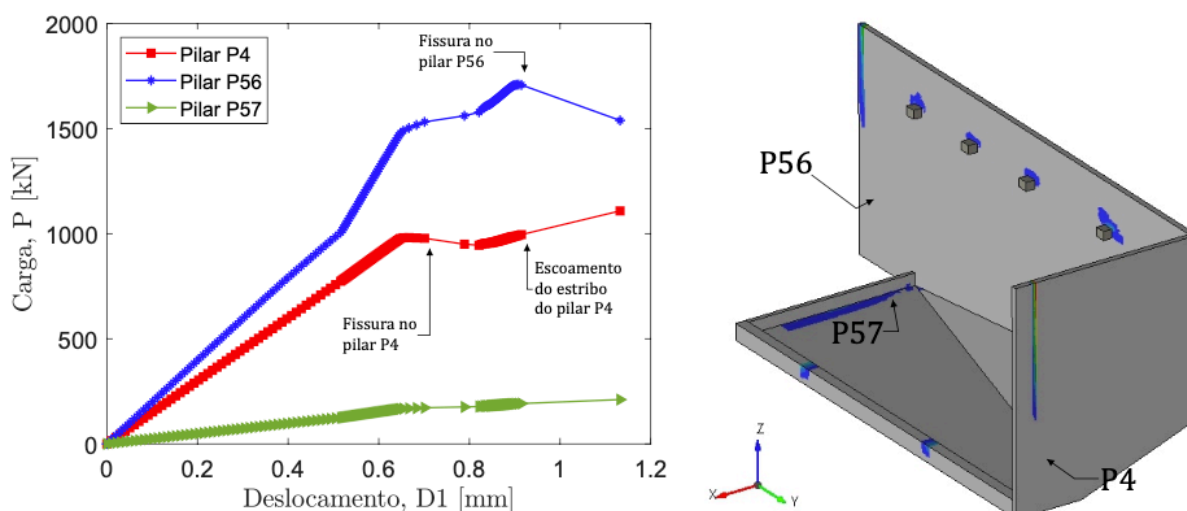 2000
1500
1000
500
0
Carga, P [kN]
Pilar P4
Pilar P56
Pilar P57
Fissura no
pilar P56
Fissura no
pilar P4
Escoamento
do estribo
do pilar P4
0
0.2
0.4
0.6
0.8
1
1.2
Deslocamento, D1 [mm]
P56
P57
P4
Z
X
Y